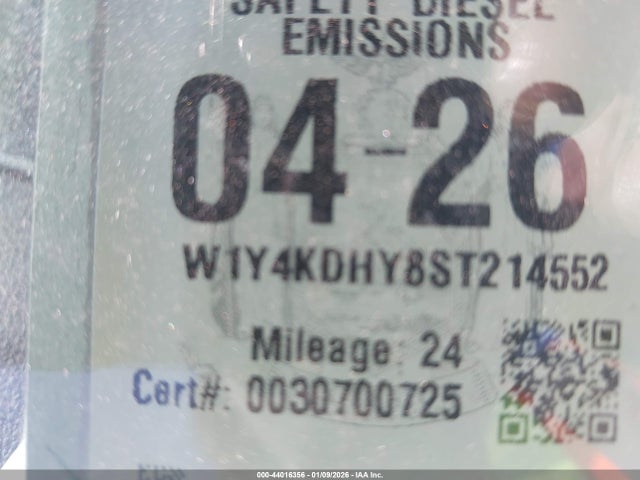 SAFETY DIESEL
EMISSIONS
04-26
W1Y4KDHY8ST214552
Mileage: 24
Cert#: 0030700725
000-44016356 - 01/09/2026 - IAA Inc.